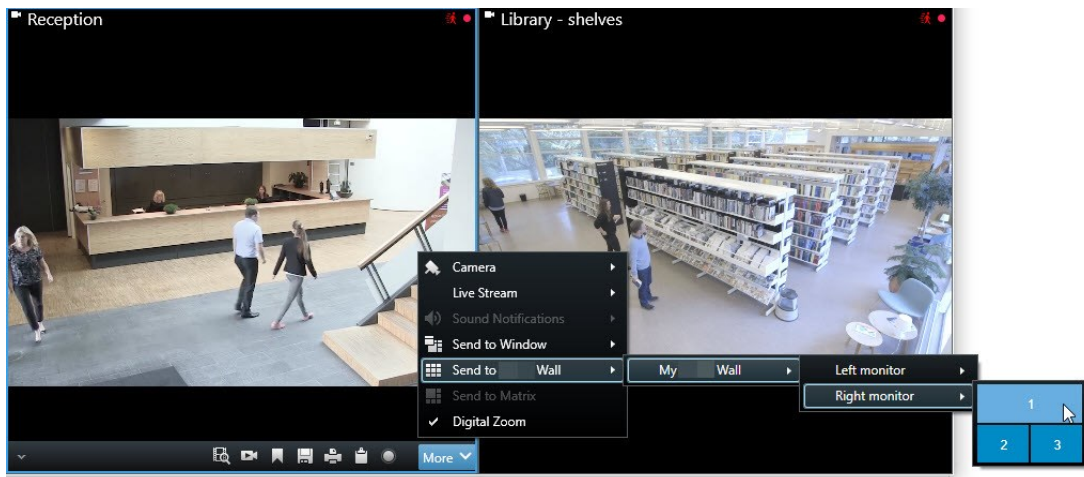 Reception
Library - shelves
Camera
Live Stream
Sound Notifications
Send to Window
Send to Wall
My Wall
Left monitor
Send to Matrix
Right monitor
1
Digital Zoom
2 3
More